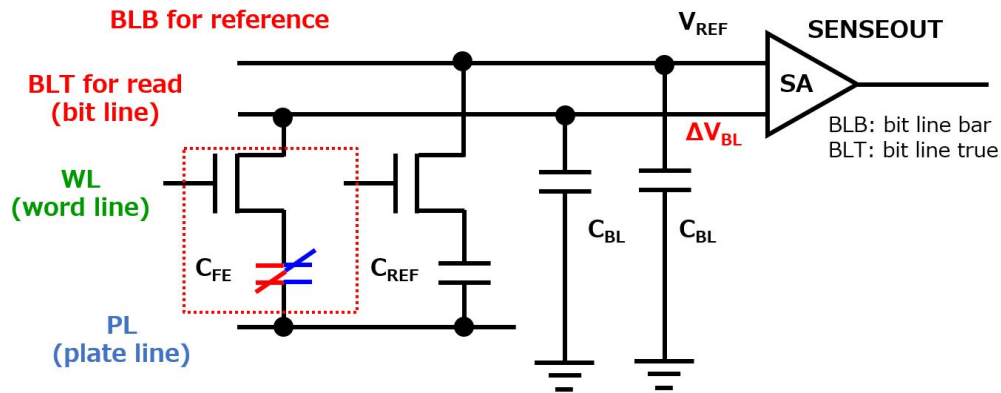 BLB for reference
V_REF
SENSEOUT
BLT for read
(bit line)
SA
ΔV_BL
BLB: bit line bar
BLT: bit line true
WL
(word line)
C_FE
C_REF
C_BL
C_BL
PL
(plate line)